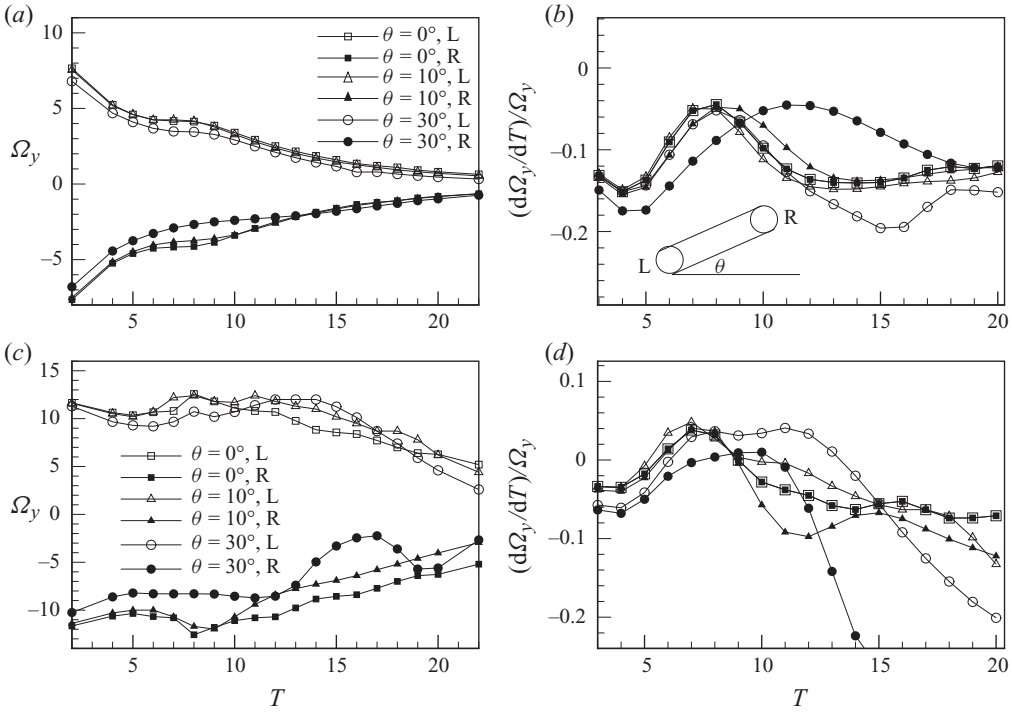 (a)
10
5
0
−5
Ω_y
θ = 0°, L
θ = 0°, R
θ = 10°, L
θ = 10°, R
θ = 30°, L
θ = 30°, R
5 10 15 20
(b)
0
−0.1
−0.2
(dΩ_y/dT)/Ω_y
L R
θ
5 10 15 20
(c)
15
10
5
0
−5
−10
Ω_y
θ = 0°, L
θ = 0°, R
θ = 10°, L
θ = 10°, R
θ = 30°, L
θ = 30°, R
5 10 15 20
T
(d)
0.1
0
−0.1
−0.2
(dΩ_y/dT)/Ω_y
5 10 15 20
T